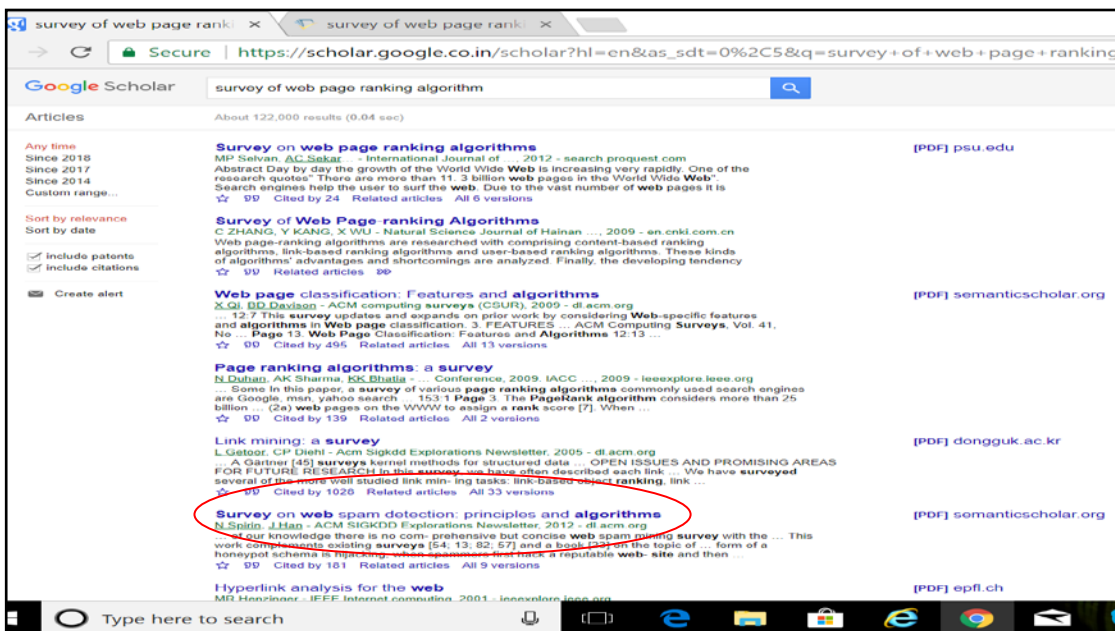 survey of web page ranki
survey of web page ranki
Secure | https://scholar.google.co.in/scholar?hl=en&as_sdt=0%2C5&q=survey+of+web+page+ranking
Google Scholar
survey of web page ranking algorithm
Articles
About 122,000 results (0.04 sec)
Any time
Since 2018
Since 2017
Since 2014
Custom range...
Sort by relevance
Sort by date
include patents
include citations
Create alert
Survey on web page ranking algorithms
[PDF] psu.edu
MP Selvan, AC Sekar ... - International Journal of ..., 2012 - search.proquest.com
Abstract Day by day the growth of the World Wide Web is increasing very rapidly. One of the
research quotes" There are more than 11. 3 billion web pages in the World Wide Web".
Search engines help the user to surf the web. Due to the vast number of web pages it is
Cited by 24 Related articles All 6 versions
Survey of Web Page-ranking Algorithms
C ZHANG, Y KANG, X WU - Natural Science Journal of Hainan ..., 2009 - en.cnki.com.cn
Web page-ranking algorithms are researched with comprising content-based ranking
algorithms, link-based ranking algorithms and user-based ranking algorithms. These kinds
of algorithms' advantages and shortcomings are analyzed. Finally, the developing tendency
Related articles
Web page classification: Features and algorithms
[PDF] semanticscholar.org
X Qi, BD Davison - ACM computing surveys (CSUR), 2009 - dl.acm.org
... 12:7 This survey updates and expands on prior work by considering Web-specific features
and algorithms in Web page classification. 3. FEATURES ... ACM Computing Surveys, Vol. 41,
No ... Page 13. Web Page Classification: Features and Algorithms 12:13 ...
Cited by 495 Related articles All 13 versions
Page ranking algorithms: a survey
N Duhan, AK Sharma, KK Bhatia - ... Conference, 2009. IACC ..., 2009 - ieeexplore.ieee.org
... Some In this paper, a survey of various page ranking algorithms commonly used search engines
are Google, msn, yahoo search ... 153:1 Page 3. The PageRank algorithm considers more than 25
billion ... (2a) web pages on the WWW to assign a rank score [7]. When ...
Cited by 139 Related articles All 2 versions
Link mining: a survey
[PDF] dongguk.ac.kr
L Getoor, CP Diehl - Acm Sigkdd Explorations Newsletter, 2005 - dl.acm.org
... A Gärtner [45] surveys kernel methods for structured data ... OPEN ISSUES AND PROMISING AREAS
FOR FUTURE RESEARCH In this survey, we have often described each link ... We have surveyed
several of the more well studied link min- ing tasks: link-based object ranking, link ...
Cited by 1028 Related articles All 33 versions
Survey on web spam detection: principles and algorithms
[PDF] semanticscholar.org
N Spirin, J Han - ACM SIGKDD Explorations Newsletter, 2012 - dl.acm.org
... of our knowledge there is no com- prehensive but concise web spam mining survey with the ... This
work complements existing surveys [54; 13; 82; 57] and a book [23] on the topic of ... form of a
honeypot schema is hijacking, when spammers first hack a reputable web- site and then ...
Cited by 181 Related articles All 9 versions
Hyperlink analysis for the web
[PDF] epfl.ch
MR Henzinger - IEEE Internet computing, 2001 - ieeexplore.ieee.org
Type here to search